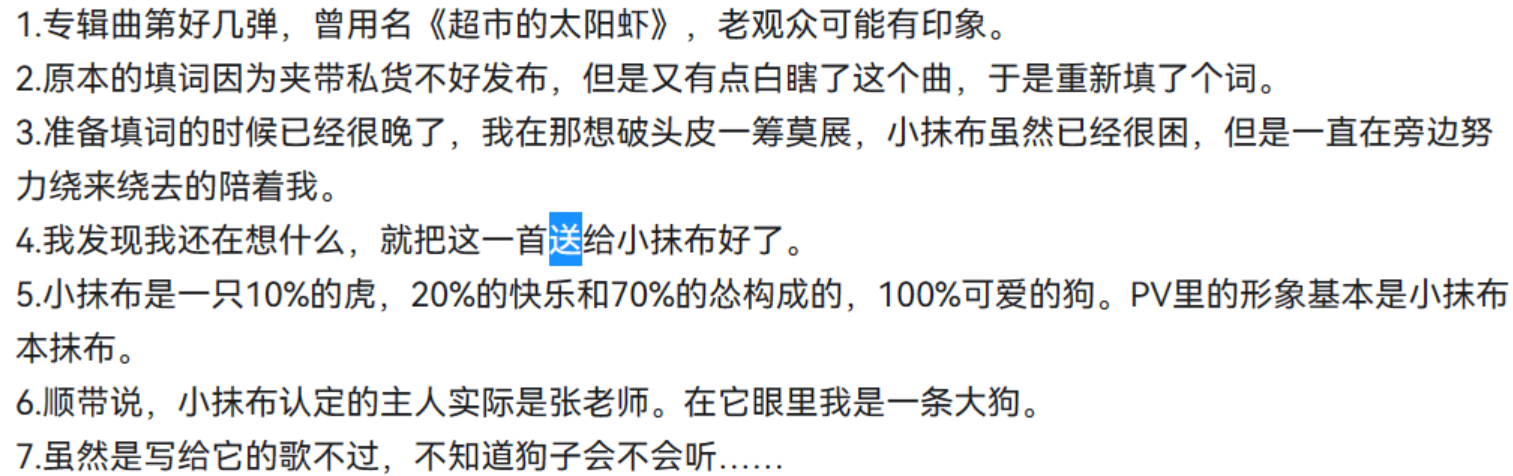 1.专辑曲第好几弹，曾用名《超市的太阳虾》，老观众可能有印象。
2.原本的填词因为夹带私货不好发布，但是又有点白瞎了这个曲，于是重新填了个词。
3.准备填词的时候已经很晚了，我在那想破头皮一筹莫展，小抹布虽然已经很困，但是一直在旁边努
力绕来绕去的陪着我。
4.我发现我还在想什么，就把这一首送给小抹布好了。
5.小抹布是一只10%的虎，20%的快乐和70%的怂构成的，100%可爱的狗。PV里的形象基本是小抹布
本抹布。
6.顺带说，小抹布认定的主人实际是张老师。在它眼里我是一条大狗。
7.虽然是写给它的歌不过，不知道狗子会不会听……